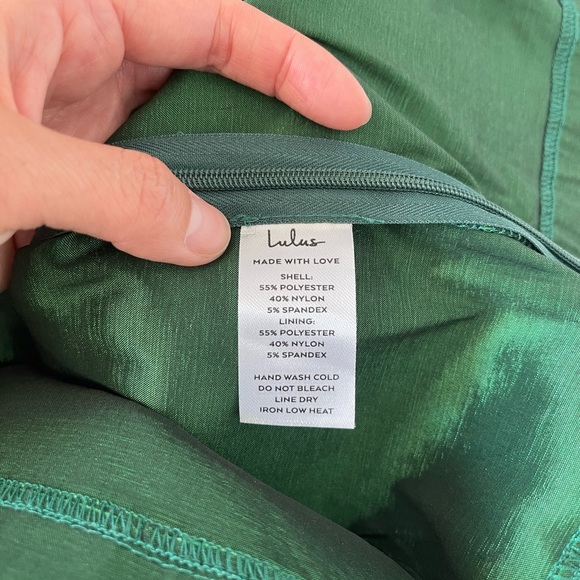 Lulus
MADE WITH LOVE
SHELL:
55% POLYESTER
40% NYLON
5% SPANDEX
LINING:
55% POLYESTER
40% NYLON
5% SPANDEX
HAND WASH COLD
DO NOT BLEACH
LINE DRY
IRON LOW HEAT